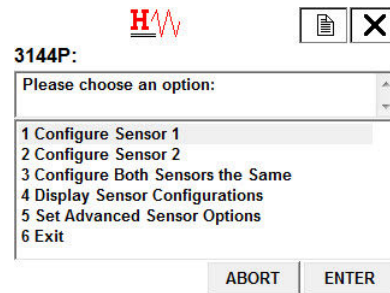 H
3144P:
Please choose an option:
1 Configure Sensor 1
2 Configure Sensor 2
3 Configure Both Sensors the Same
4 Display Sensor Configurations
5 Set Advanced Sensor Options
6 Exit
ABORT ENTER